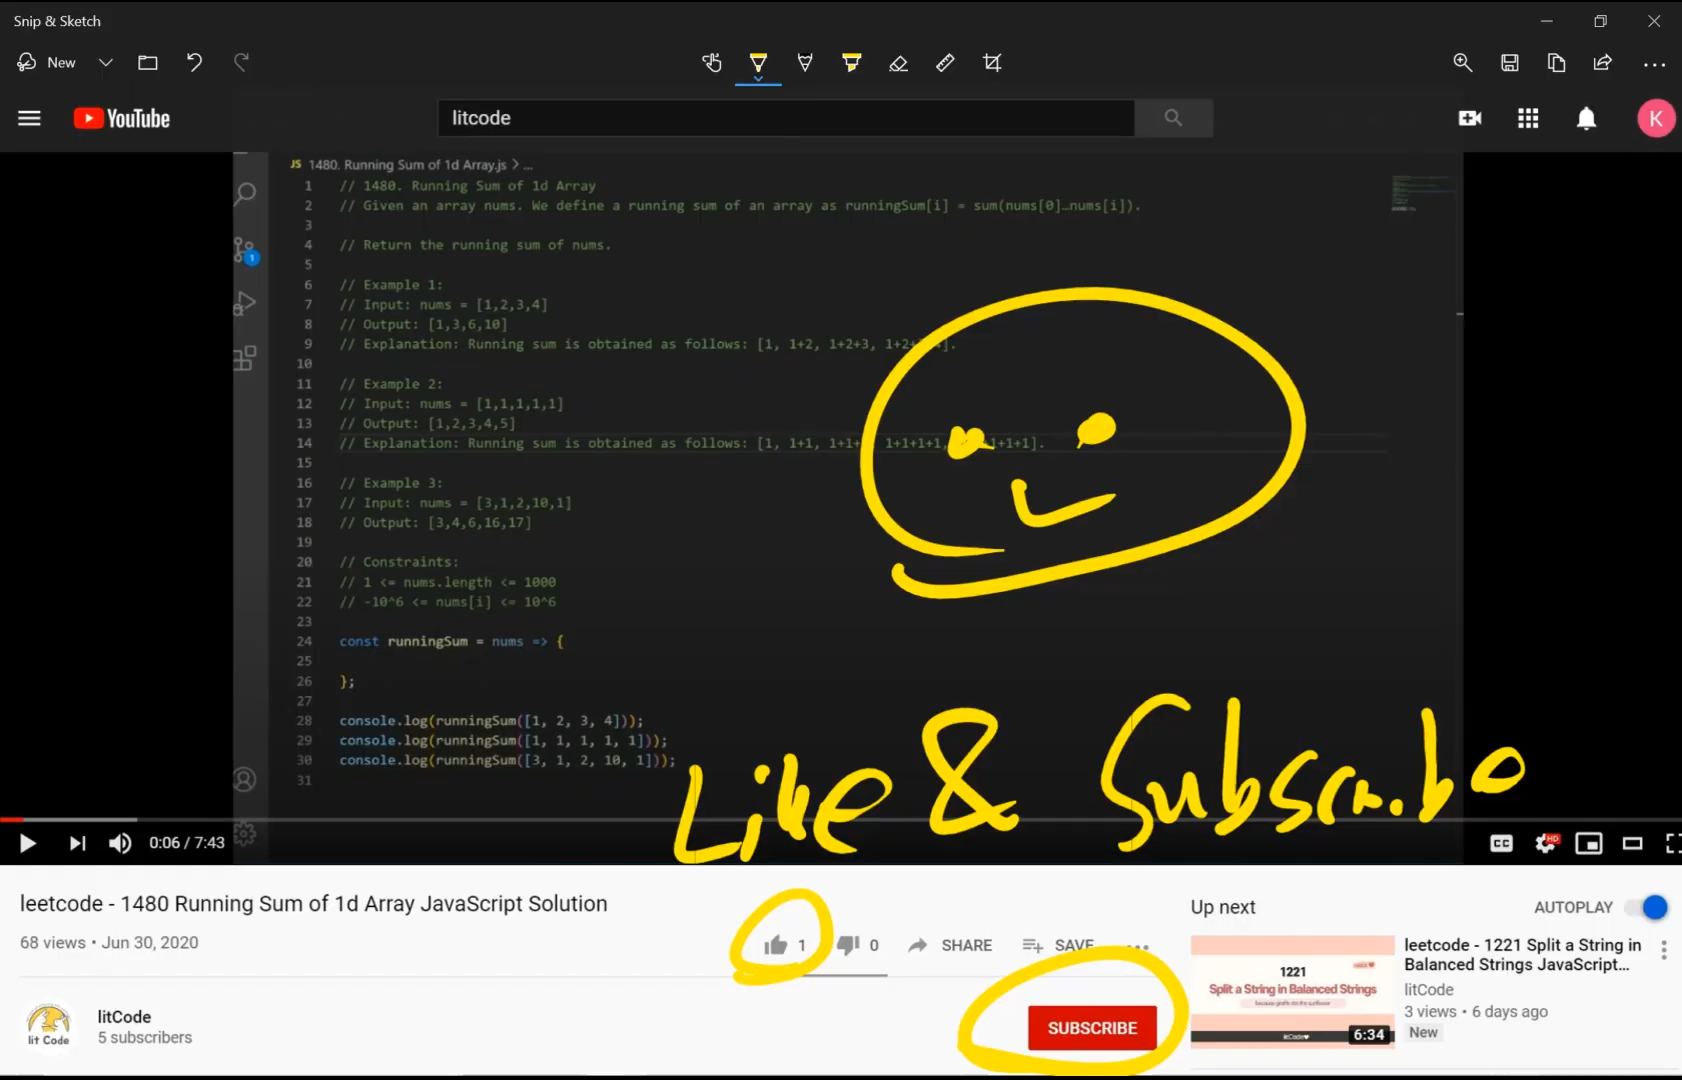 Snip & Sketch
New
YouTube
litcode
K
JS 1480. Running Sum of 1d Array.js > ...
1 // 1480. Running Sum of 1d Array
2 // Given an array nums. We define a running sum of an array as runningSum[i] = sum(nums[0]…nums[i]).
3
4 // Return the running sum of nums.
5
6 // Example 1:
7 // Input: nums = [1,2,3,4]
8 // Output: [1,3,6,10]
9 // Explanation: Running sum is obtained as follows: [1, 1+2, 1+2+3, 1+2+ 4].
10
11 // Example 2:
12 // Input: nums = [1,1,1,1,1]
13 // Output: [1,2,3,4,5]
14 // Explanation: Running sum is obtained as follows: [1, 1+1, 1+1+ 1+1+1+1, +1+1+1].
15
16 // Example 3:
17 // Input: nums = [3,1,2,10,1]
18 // Output: [3,4,6,16,17]
19
20 // Constraints:
21 // 1 <= nums.length <= 1000
22 // -10^6 <= nums[i] <= 10^6
23
24 const runningSum = nums => {
25
26 };
27
28 console.log(runningSum([1, 2, 3, 4]));
29 console.log(runningSum([1, 1, 1, 1, 1]));
30 console.log(runningSum([3, 1, 2, 10, 1]));
31
1
Like & Subscribe
0:06 / 7:43
CC
HD
leetcode - 1480 Running Sum of 1d Array JavaScript Solution
68 views • Jun 30, 2020
1 0 SHARE SAVE
litCode
5 subscribers
lit Code
SUBSCRIBE
Up next
AUTOPLAY
1221
Split a String in Balanced Strings
6:34
leetcode - 1221 Split a String in
Balanced Strings JavaScript...
litCode
3 views • 6 days ago
New